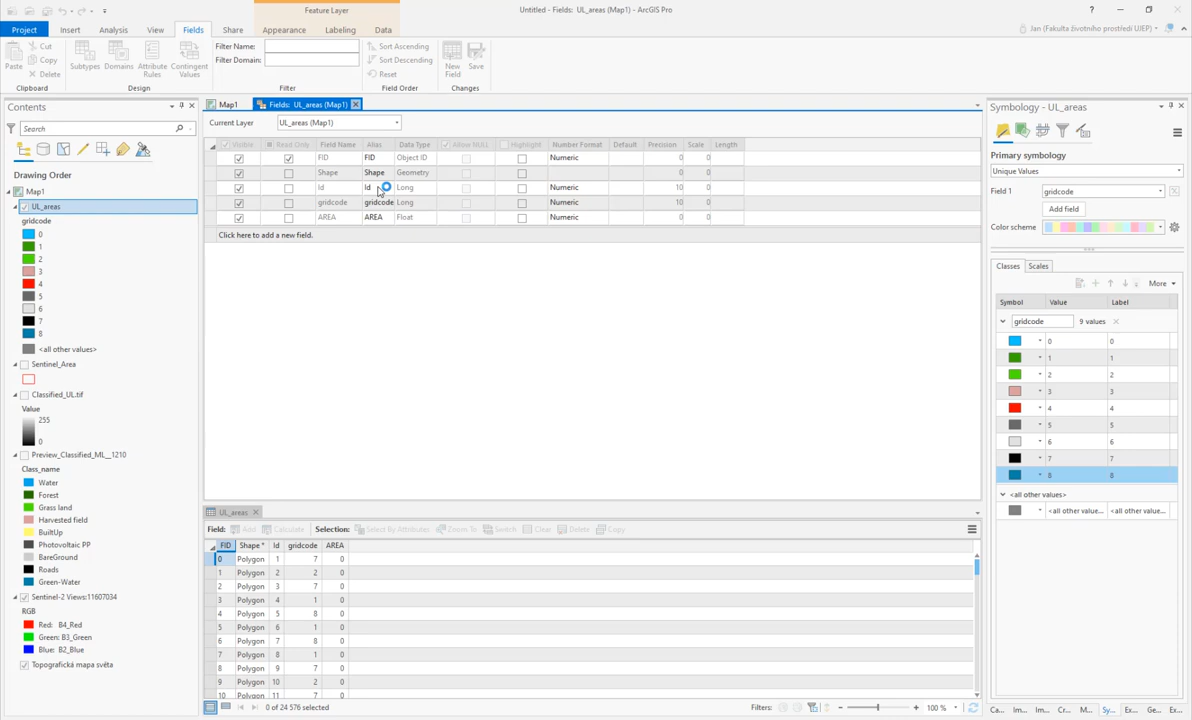 Feature Layer
Untitled - Fields: UL_areas (Map1) - ArcGIS Pro
?
Project Insert Analysis View Fields Share Appearance Labeling Data
Jan (Fakulta životního prostředí UJEP)
Paste Cut Copy Delete
Clipboard
Subtypes Domains Attribute Rules Contingent Values
Design
Filter Name:
Filter Domain:
Filter
Sort Ascending
Sort Descending
Reset
Field Order
New Field Save
Changes
Contents
Search
Drawing Order
Map1
UL_areas
gridcode
0
1
2
3
4
5
6
7
8
<all other values>
Sentinel_Area
Classified_UL.tif
Value
255
0
Preview_Classified_ML__1210
Class_name
Water
Forest
Grass land
Harvested field
BuiltUp
Photovoltaic PP
BareGround
Roads
Green-Water
Sentinel-2 Views:11607034
RGB
Red: B4_Red
Green: B3_Green
Blue: B2_Blue
Topografická mapa světa
Map1 Fields: UL_areas (Map1)
Current Layer UL_areas (Map1)
Visible Read Only Field Name Alias Data Type Allow NULL Highlight Number Format Default Precision Scale Length
FID FID Object ID Numeric 0 0
Shape Shape Geometry 0 0
Id Id Long Numeric 10 0
gridcode gridcode Long Numeric 10 0
AREA AREA Float Numeric 0 0
Click here to add a new field.
UL_areas
Field: Add Calculate Selection: Select By Attributes Zoom To Switch Clear Delete Copy
FID Shape * Id gridcode AREA
0 Polygon 1 7 0
1 Polygon 2 2 0
2 Polygon 3 7 0
3 Polygon 4 1 0
4 Polygon 5 8 0
5 Polygon 6 1 0
6 Polygon 7 8 0
7 Polygon 8 1 0
8 Polygon 9 7 0
9 Polygon 10 2 0
10 Polygon 11 7 0
0 of 24 576 selected
Filters: 100 %
Symbology - UL_areas
Primary symbology
Unique Values
Field 1 gridcode
Add field
Color scheme
Classes Scales
More
Symbol Value Label
gridcode 9 values
0 0
1 1
2 2
3 3
4 4
5 5
6 6
7 7
8 8
<all other values>
<all other value... <all other value...
Ca... Im... Im... Cr... M... Sy... Ex... Ge... Ex...